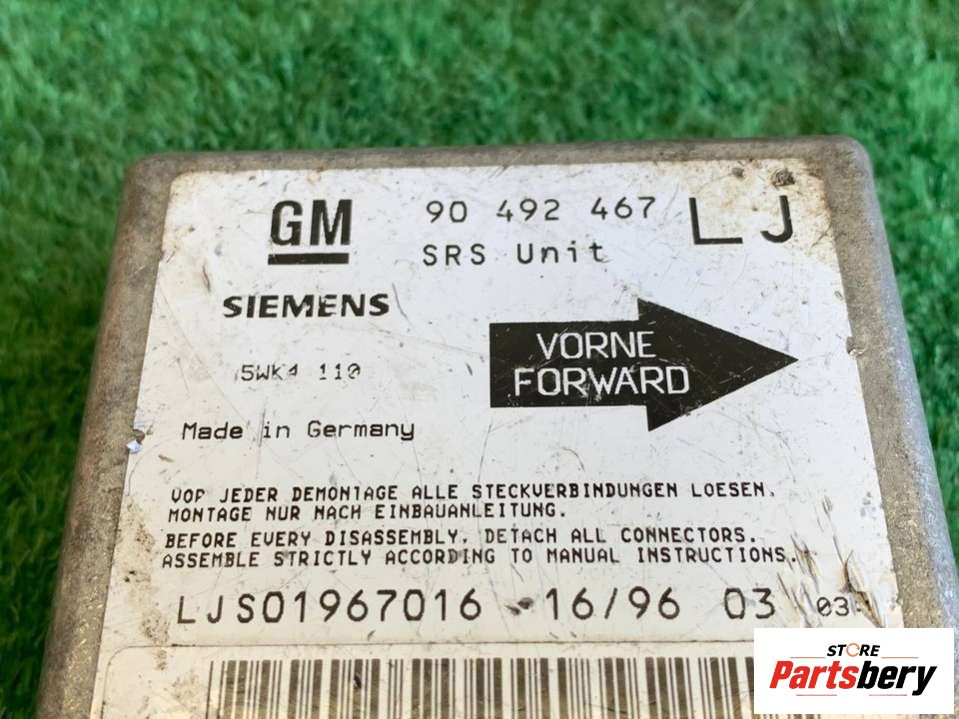 GM 90 492 467 LJ
SRS Unit
SIEMENS
VORNE
FORWARD
5WK4 110
Made in Germany
VOR JEDER DEMONTAGE ALLE STECKVERBINDUNGEN LOESEN.
MONTAGE NUR NACH EINBAUANLEITUNG.
BEFORE EVERY DISASSEMBLY, DETACH ALL CONNECTORS.
ASSEMBLE STRICTLY ACCORDING TO MANUAL INSTRUCTIONS.
LJS01967016 - 16/96 03 03
STORE
Partsbery